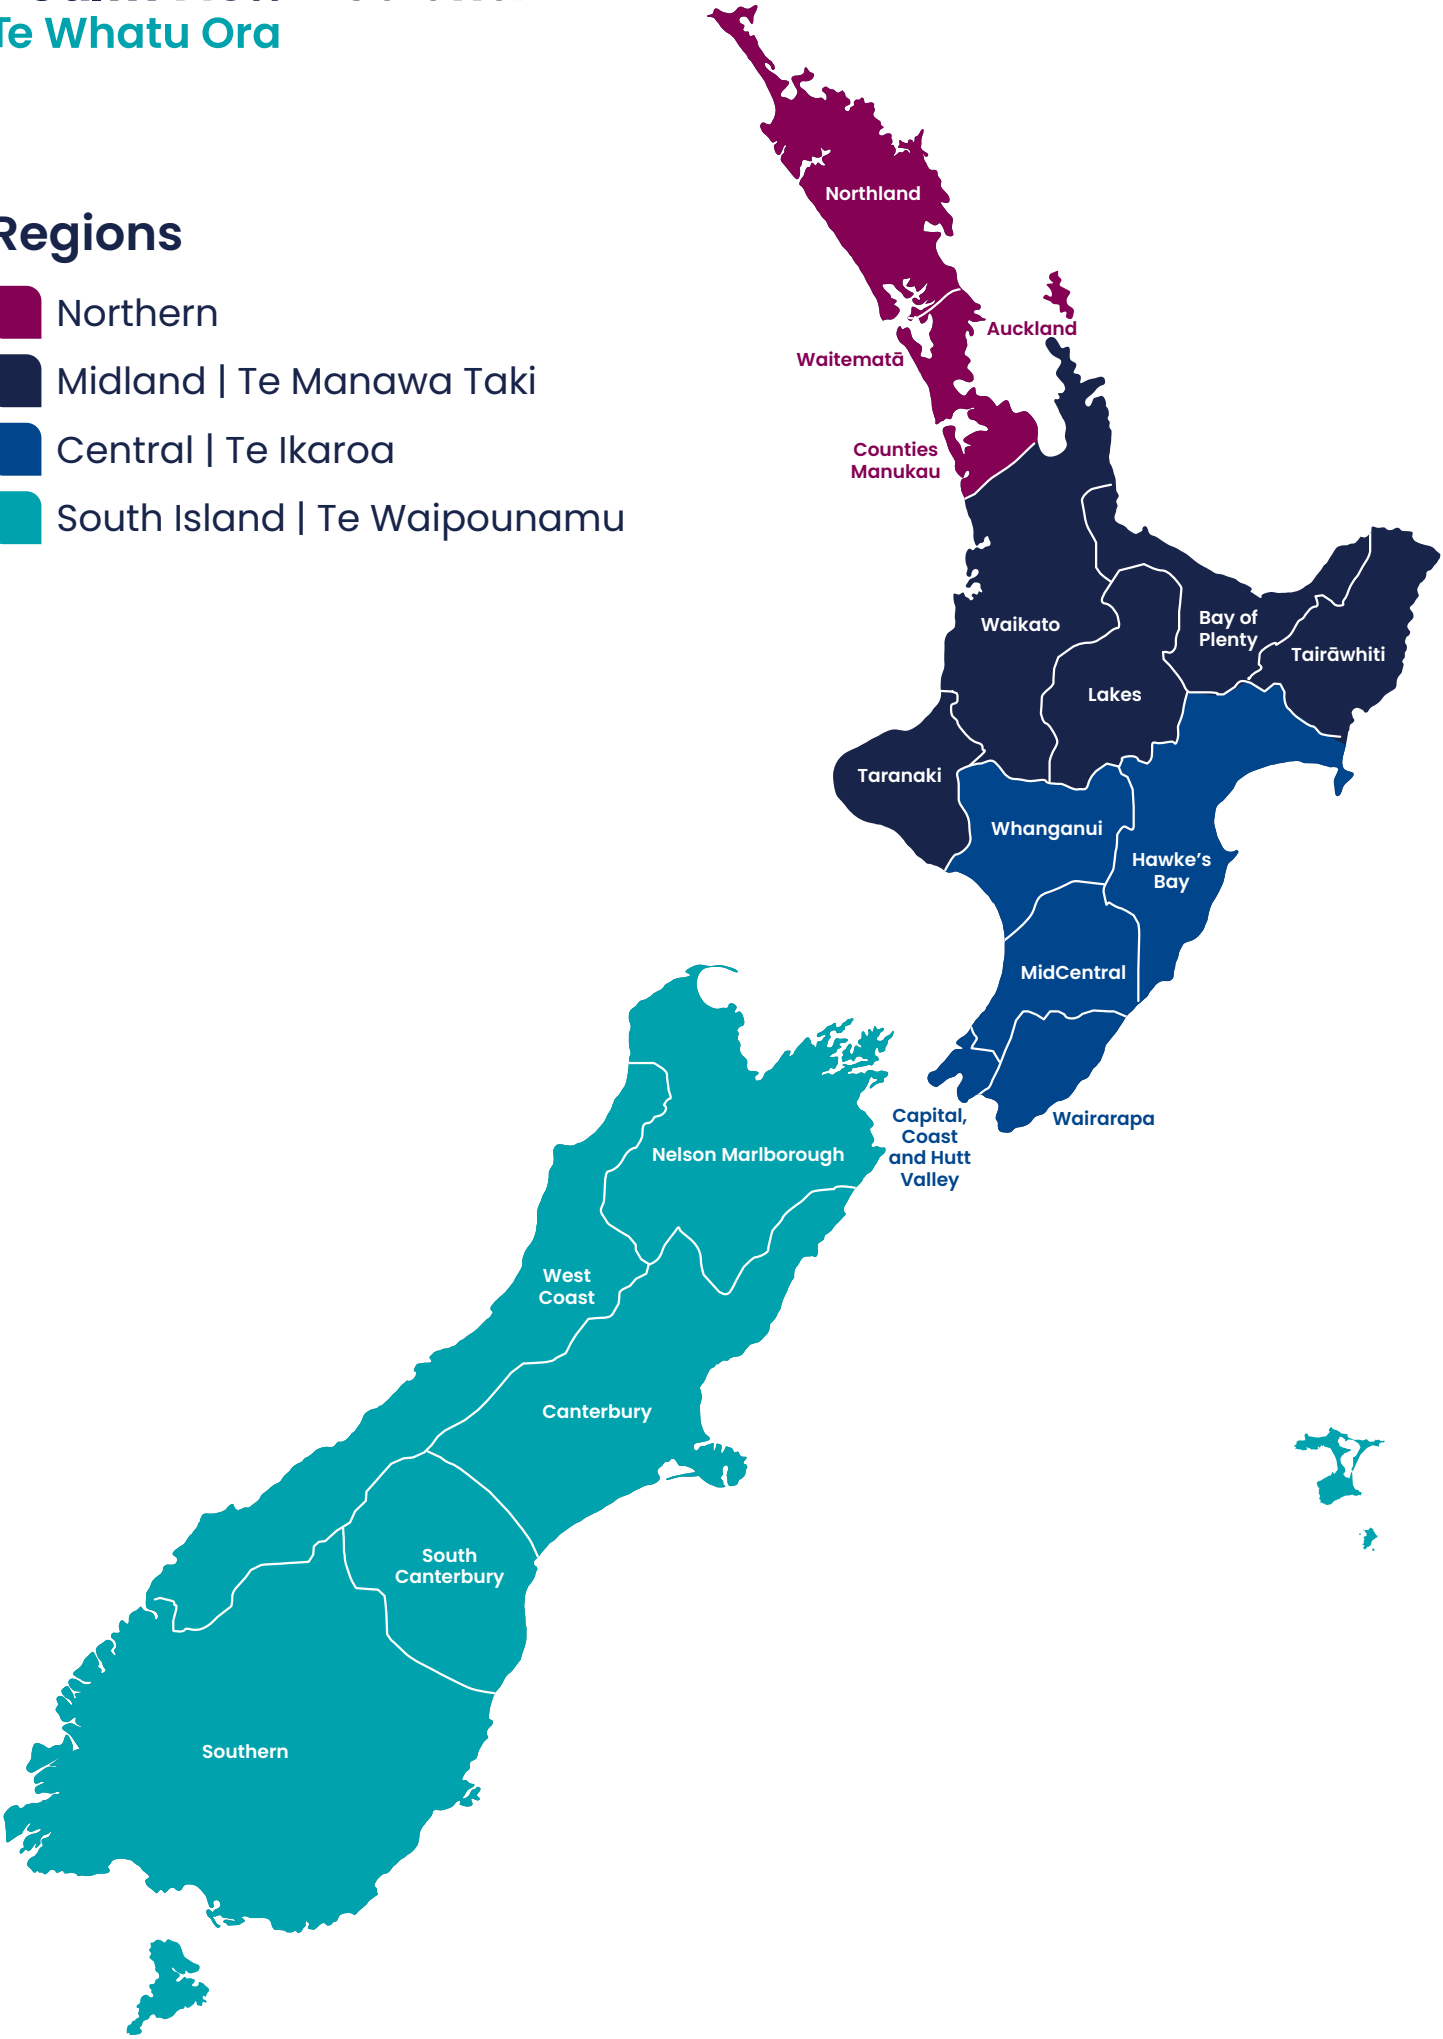 Te Whatu Ora
Regions
Northern
Midland | Te Manawa Taki
Central | Te Ikaroa
South Island | Te Waipounamu
Northland
Auckland
Waitematā
Counties
Manukau
Waikato
Bay of
Plenty
Tairāwhiti
Lakes
Taranaki
Whanganui
Hawke's
Bay
MidCentral
Capital,
Coast
and Hutt
Valley
Wairarapa
Nelson Marlborough
West
Coast
Canterbury
South
Canterbury
Southern